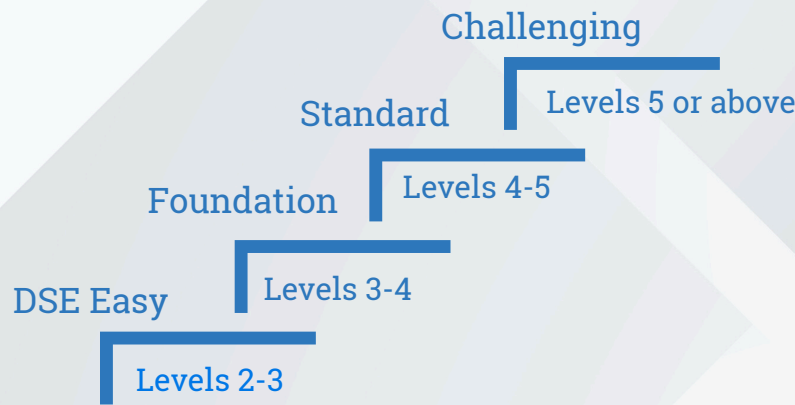 Challenging
Levels 5 or above
Standard
Levels 4-5
Foundation
Levels 3-4
DSE Easy
Levels 2-3